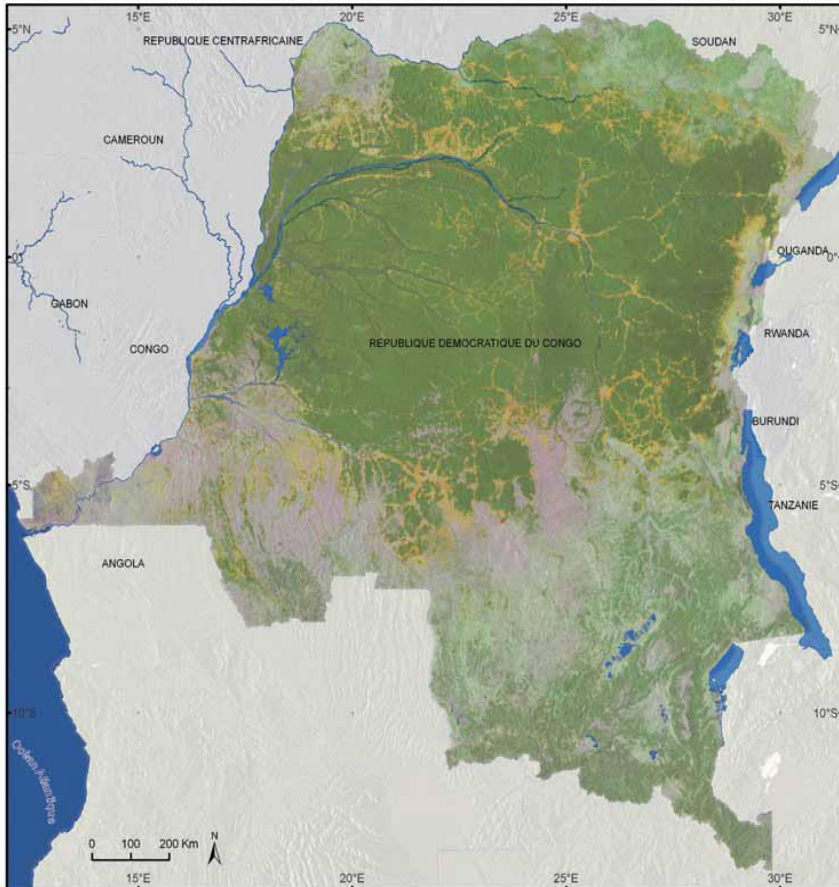 15°E 20°E 25°E 30°E
5°N 5°N
REPUBLIQUE CENTRAFRICAINE
SOUDAN
CAMEROUN
OUGANDA
0° 0°
GABON
RWANDA
CONGO
REPUBLIQUE DEMOCRATIQUE DU CONGO
BURUNDI
5°S 5°S
TANZANIE
ANGOLA
10°E 10°S
Océan Atlantique
0 100 200 Km
N
15°E 20°E 25°E 30°E